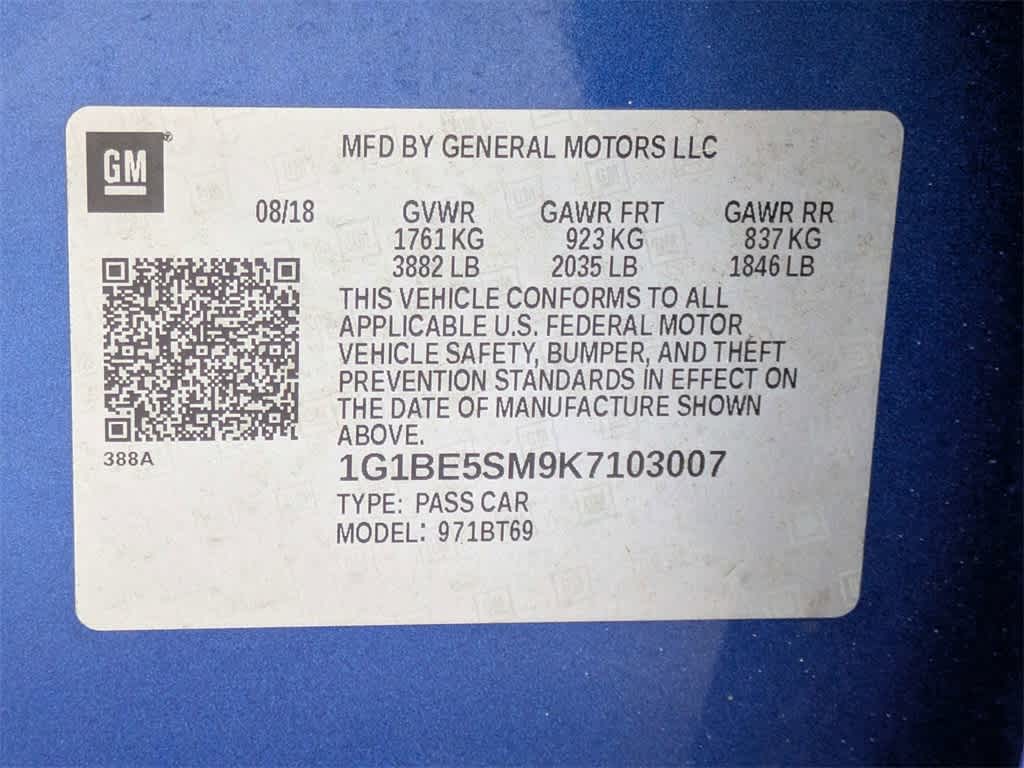 GM®
MFD BY GENERAL MOTORS LLC
08/18 GVWR GAWR FRT GAWR RR
1761 KG 923 KG 837 KG
3882 LB 2035 LB 1846 LB
THIS VEHICLE CONFORMS TO ALL
APPLICABLE U.S. FEDERAL MOTOR
VEHICLE SAFETY, BUMPER, AND THEFT
PREVENTION STANDARDS IN EFFECT ON
THE DATE OF MANUFACTURE SHOWN
ABOVE.
388A
1G1BE5SM9K7103007
TYPE: PASS CAR
MODEL: 971BT69